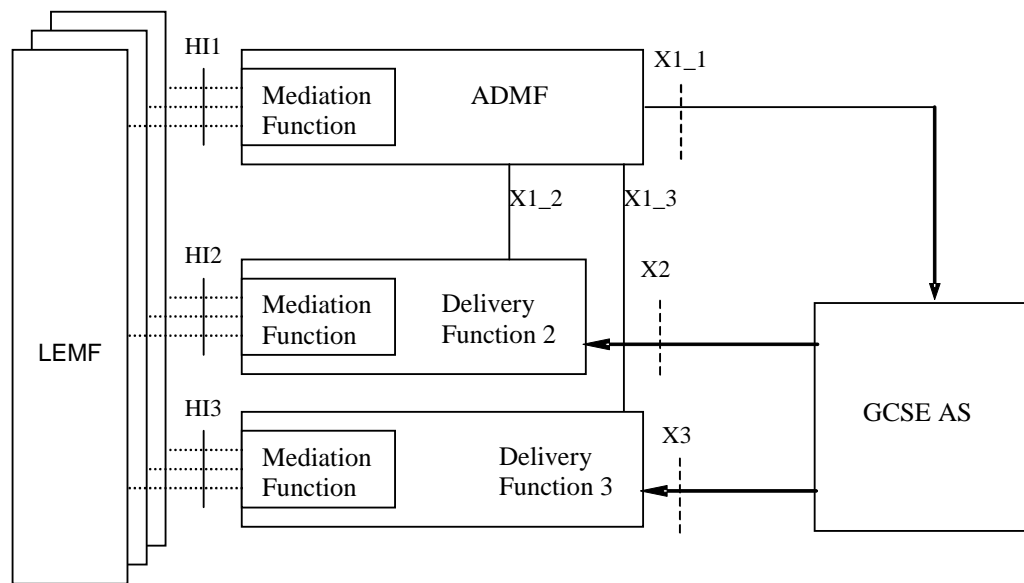 HI1
Mediation
Function
ADMF
X1_1
X1_2
X1_3
HI2
Mediation
Function
Delivery
Function 2
X2
LEMF
GCSE AS
HI3
Mediation
Function
Delivery
Function 3
X3